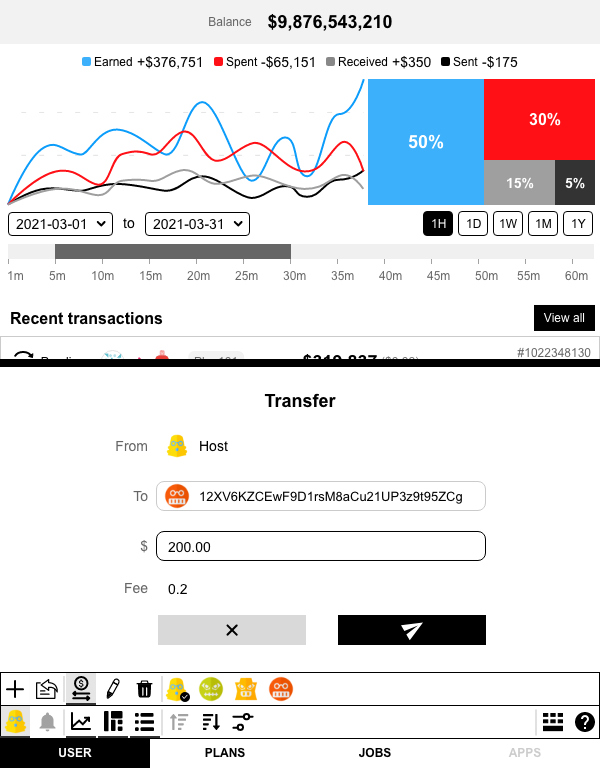 Balance $9,876,543,210
Earned +$376,751 Spent -$65,151 Received +$350 Sent -$175
50%
30%
15%
5%
2021-03-01 to 2021-03-31 1H 1D 1W 1M 1Y
1m 5m 10m 15m 20m 25m 30m 35m 40m 45m 50m 55m 60m
Recent transactions View all
#1022348130
Transfer
From Host
To 12XV6KZCEwF9D1rsM8aCu21UP3z9t95ZCg
$ 200.00
Fee 0.2
USER PLANS JOBS APPS